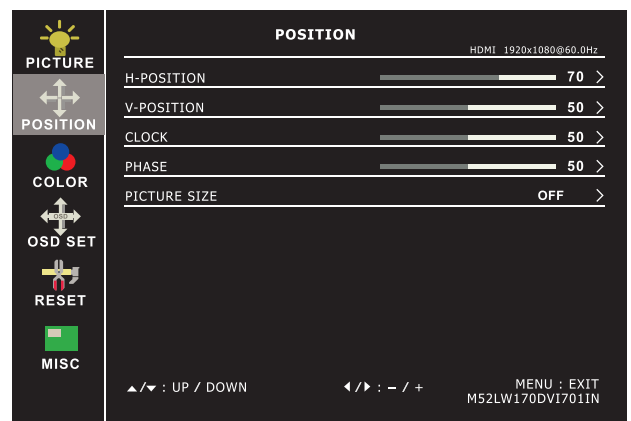 POSITION
HDMI 1920x1080@60.0Hz
PICTURE
POSITION
COLOR
OSD
OSD SET
RESET
MISC
H-POSITION 70 >
V-POSITION 50 >
CLOCK 50 >
PHASE 50 >
PICTURE SIZE OFF >
▲/▼ : UP / DOWN ◀/▶ : – / + MENU : EXIT
M52LW170DVI701IN